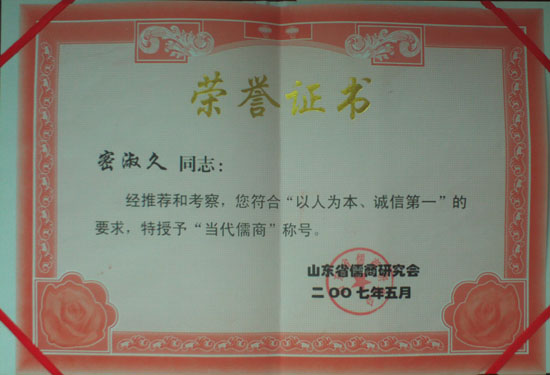 荣誉证书
密淑久 同志：
经推荐和考察，您符合“以人为本、诚信第一”的
要求，特授予“当代儒商”称号。
山东省儒商研究会
二〇〇七年五月